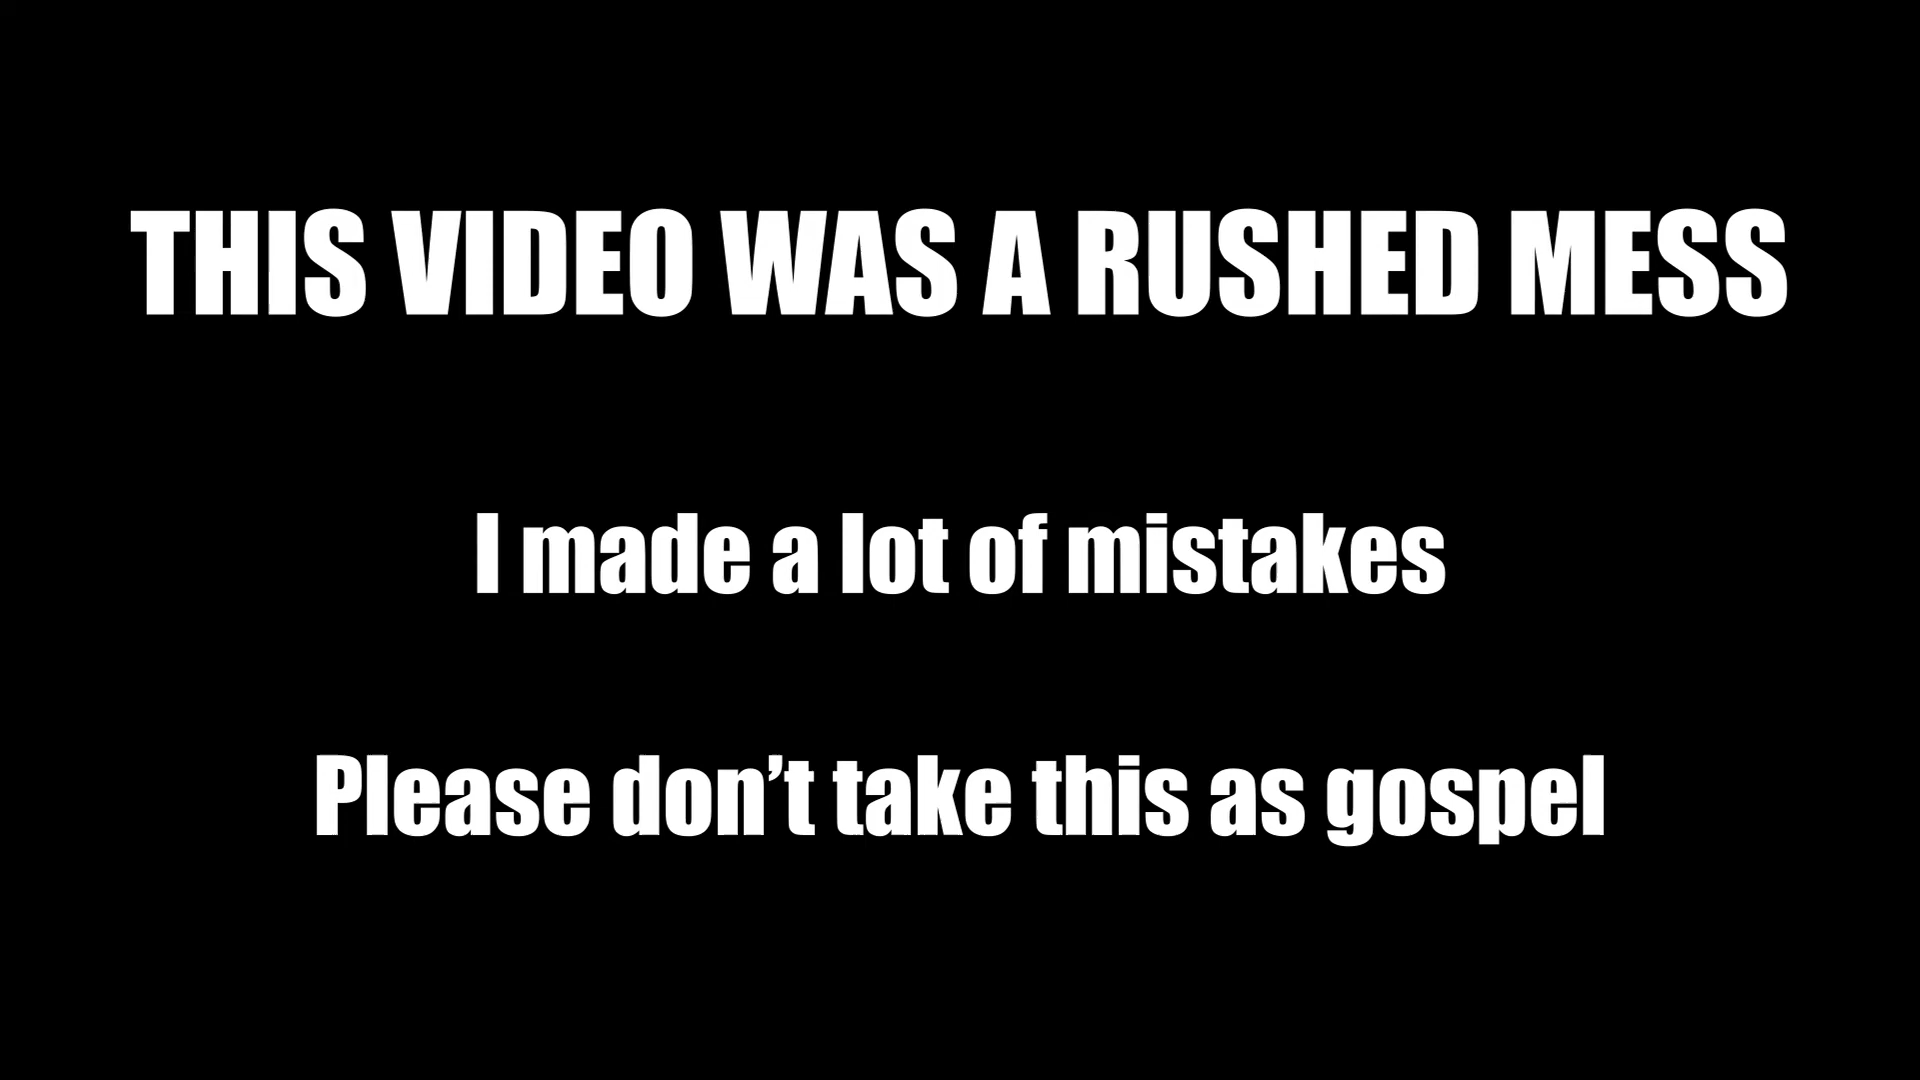 THIS VIDEO WAS A RUSHED MESS
I made a lot of mistakes
Please don’t take this as gospel